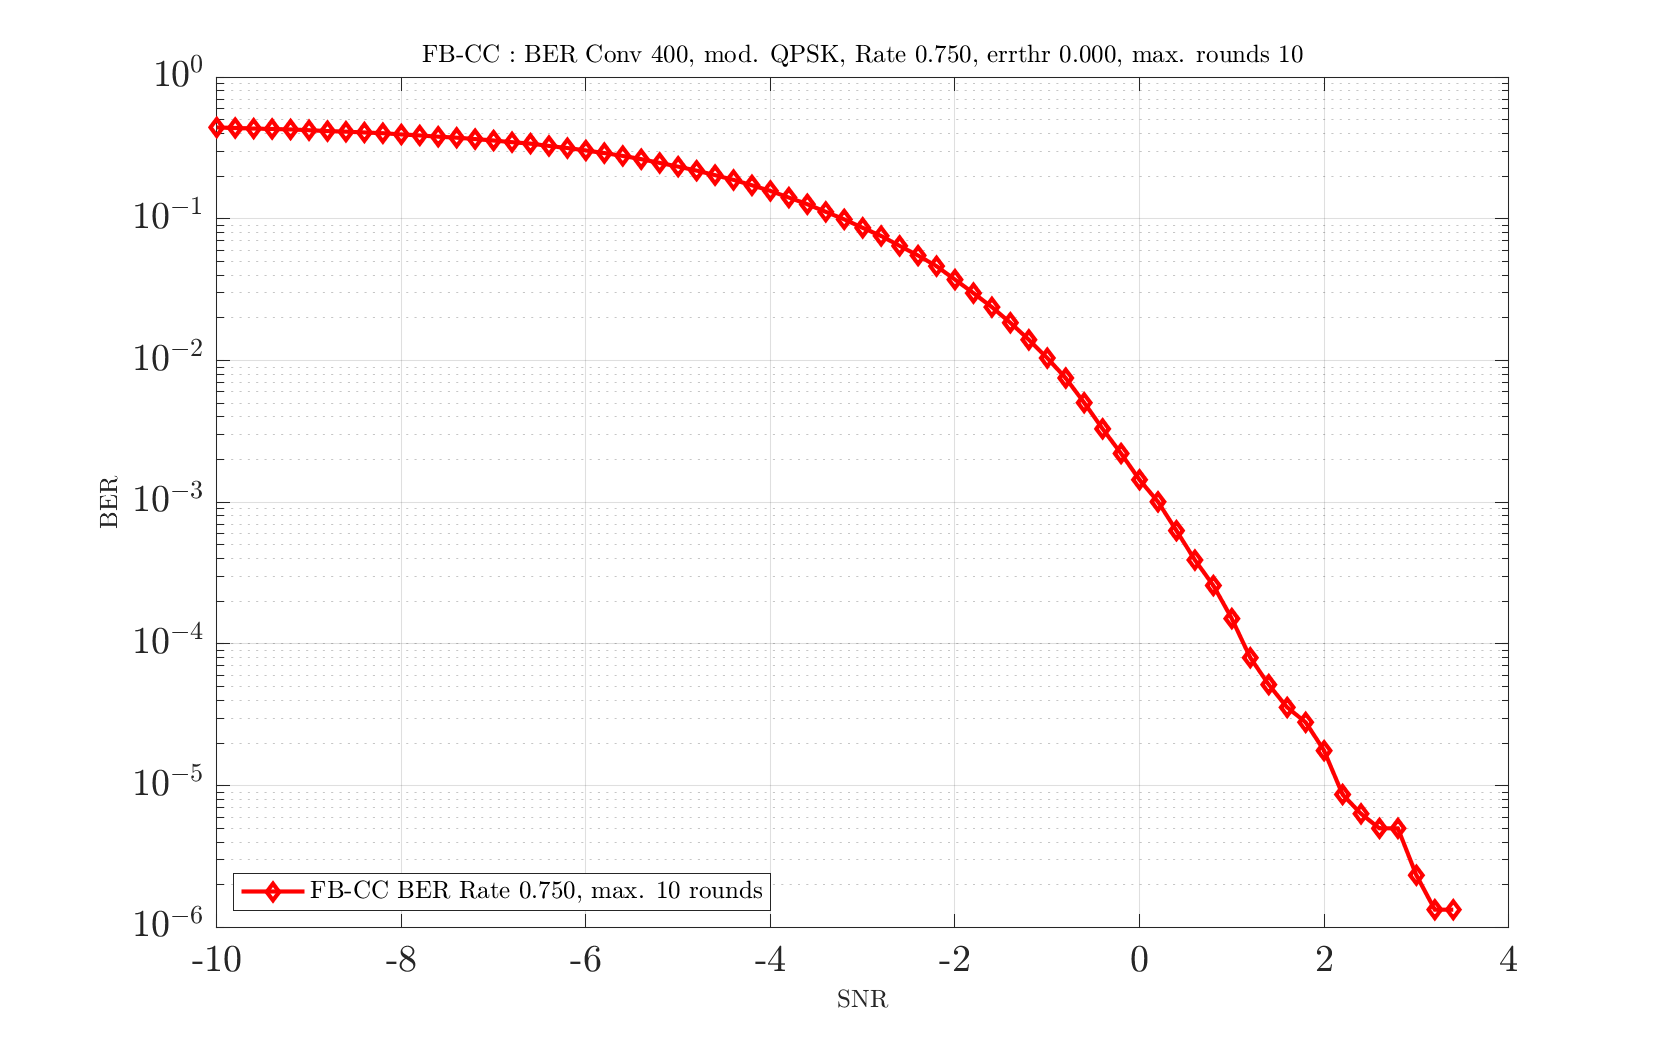 FB-CC : BER Conv 400, mod. QPSK, Rate 0.750, errthr 0.000, max. rounds 10
10^0
10^-1
10^-2
10^-3
10^-4
10^-5
10^-6
BER
FB-CC BER Rate 0.750, max. 10 rounds
-10 -8 -6 -4 -2 0 2 4
SNR